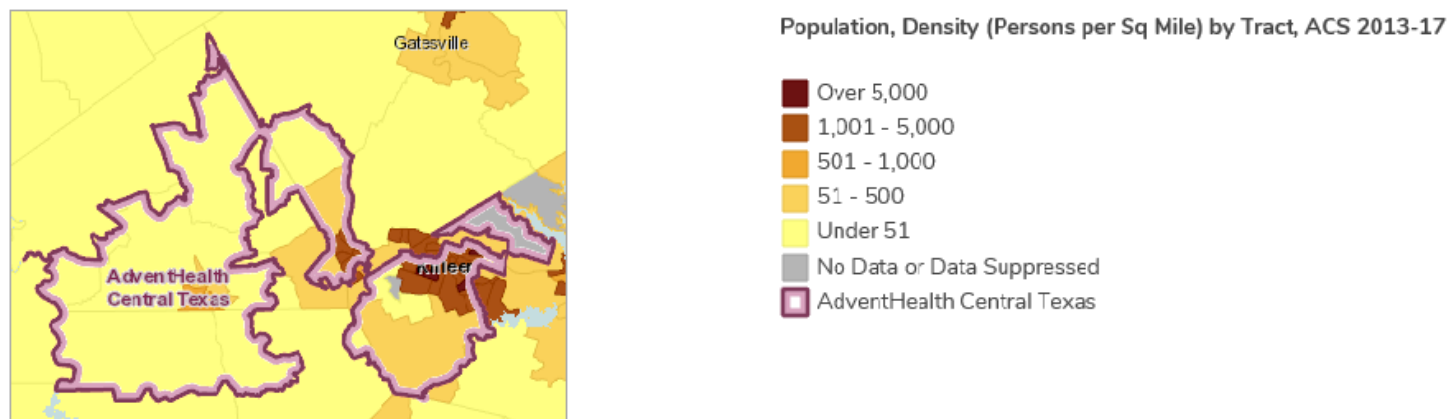 Population, Density (Persons per Sq Mile) by Tract, ACS 2013-17
Gatesville
Over 5,000
1,001 - 5,000
501 - 1,000
51 - 500
Under 51
No Data or Data Suppressed
AdventHealth Central Texas
AdventHealth
Central Texas